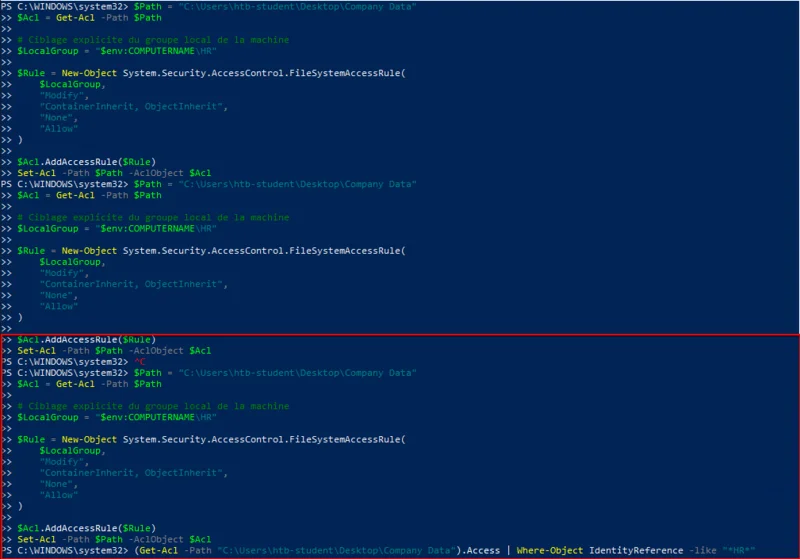 PS C:\WINDOWS\system32> $Path = "C:\Users\htb-student\Desktop\Company Data"
>> $Acl = Get-Acl -Path $Path
>>
>> # Ciblage explicite du groupe local de la machine
>> $LocalGroup = "$env:COMPUTERNAME\HR"
>>
>> $Rule = New-Object System.Security.AccessControl.FileSystemAccessRule(
>>     $LocalGroup,
>>     "Modify",
>>     "ContainerInherit, ObjectInherit",
>>     "None",
>>     "Allow"
>> )
>>
>> $Acl.AddAccessRule($Rule)
>> Set-Acl -Path $Path -AclObject $Acl
PS C:\WINDOWS\system32> $Path = "C:\Users\htb-student\Desktop\Company Data"
>> $Acl = Get-Acl -Path $Path
>>
>> # Ciblage explicite du groupe local de la machine
>> $LocalGroup = "$env:COMPUTERNAME\HR"
>>
>> $Rule = New-Object System.Security.AccessControl.FileSystemAccessRule(
>>     $LocalGroup,
>>     "Modify",
>>     "ContainerInherit, ObjectInherit",
>>     "None",
>>     "Allow"
>> )
>>
>> $Acl.AddAccessRule($Rule)
>> Set-Acl -Path $Path -AclObject $Acl
PS C:\WINDOWS\system32> ^C
PS C:\WINDOWS\system32> $Path = "C:\Users\htb-student\Desktop\Company Data"
>> $Acl = Get-Acl -Path $Path
>>
>> # Ciblage explicite du groupe local de la machine
>> $LocalGroup = "$env:COMPUTERNAME\HR"
>>
>> $Rule = New-Object System.Security.AccessControl.FileSystemAccessRule(
>>     $LocalGroup,
>>     "Modify",
>>     "ContainerInherit, ObjectInherit",
>>     "None",
>>     "Allow"
>> )
>>
>> $Acl.AddAccessRule($Rule)
>> Set-Acl -Path $Path -AclObject $Acl
PS C:\WINDOWS\system32> (Get-Acl -Path "C:\Users\htb-student\Desktop\Company Data").Access | Where-Object IdentityReference -like "*HR*"